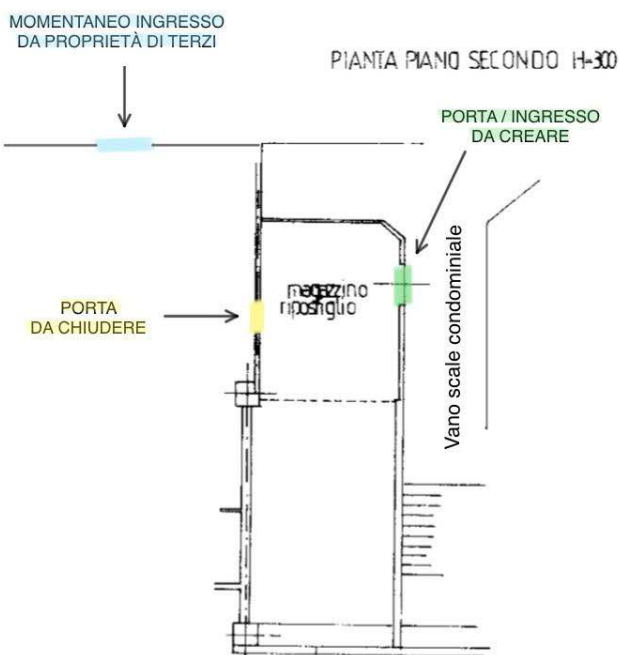 MOMENTANEO INGRESSO
DA PROPRIETÀ DI TERZI
PIANTA PIANO SECONDO H=300
PORTA / INGRESSO
DA CREARE
Vano scale condominiale
magazzino
ripostiglio
PORTA
DA CHIUDERE